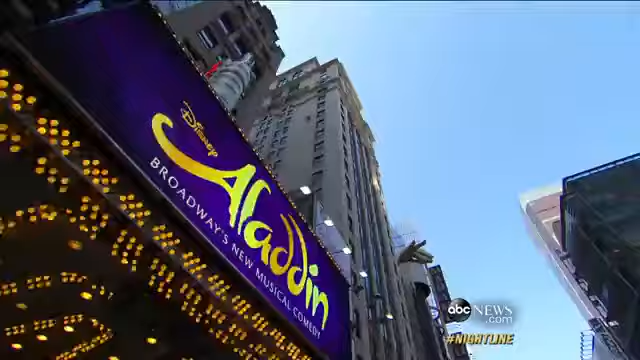 Disney
Aladdin
BROADWAY'S NEW MUSICAL COMEDY
abc NEWS
.com
#NIGHTLINE